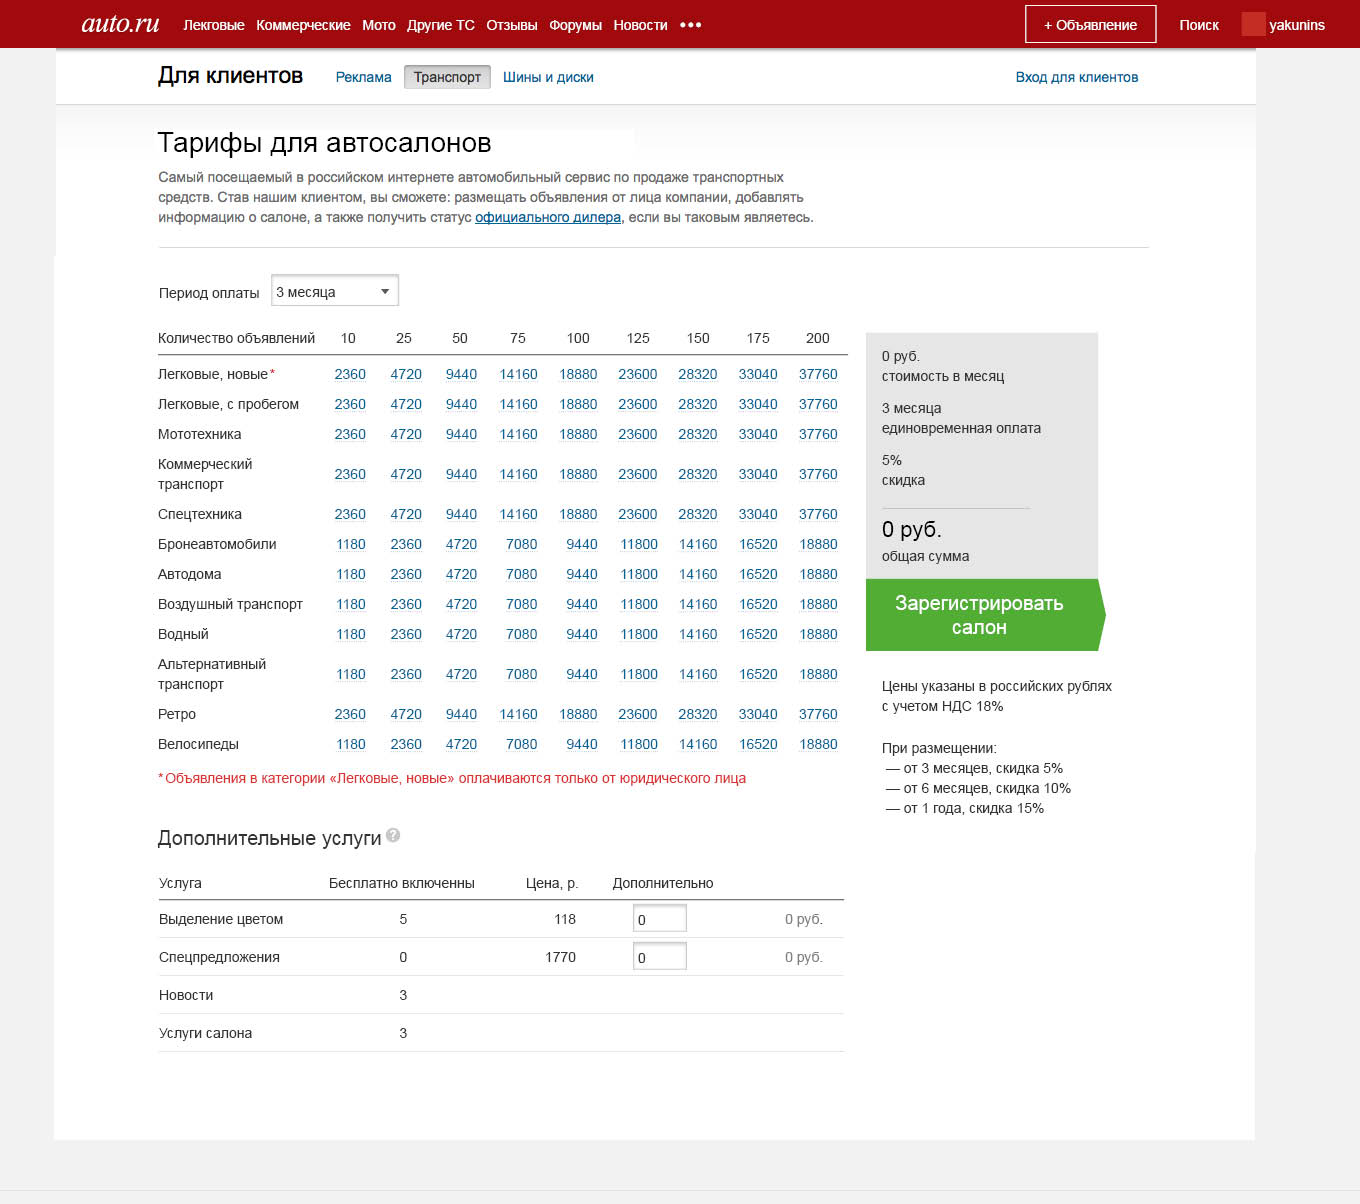 auto.ru Легковые Коммерческие Мото Другие ТС Отзывы Форумы Новости ••• + Объявление Поиск yakunins
Для клиентов Реклама Транспорт Шины и диски Вход для клиентов
Тарифы для автосалонов
Самый посещаемый в российском интернете автомобильный сервис по продаже транспортных
средств. Став нашим клиентом, вы сможете: размещать объявления от лица компании, добавлять
информацию о салоне, а также получить статус официального дилера, если вы таковым являетесь.
Период оплаты 3 месяца
Количество объявлений 10 25 50 75 100 125 150 175 200
Легковые, новые* 2360 4720 9440 14160 18880 23600 28320 33040 37760
Легковые, с пробегом 2360 4720 9440 14160 18880 23600 28320 33040 37760
Мототехника 2360 4720 9440 14160 18880 23600 28320 33040 37760
Коммерческий
транспорт 2360 4720 9440 14160 18880 23600 28320 33040 37760
Спецтехника 2360 4720 9440 14160 18880 23600 28320 33040 37760
Бронеавтомобили 1180 2360 4720 7080 9440 11800 14160 16520 18880
Автодома 1180 2360 4720 7080 9440 11800 14160 16520 18880
Воздушный транспорт 1180 2360 4720 7080 9440 11800 14160 16520 18880
Водный 1180 2360 4720 7080 9440 11800 14160 16520 18880
Альтернативный
транспорт 1180 2360 4720 7080 9440 11800 14160 16520 18880
Ретро 2360 4720 9440 14160 18880 23600 28320 33040 37760
Велосипеды 1180 2360 4720 7080 9440 11800 14160 16520 18880
*Объявления в категории «Легковые, новые» оплачиваются только от юридического лица
0 руб.
стоимость в месяц
3 месяца
единовременная оплата
5%
скидка
0 руб.
общая сумма
Зарегистрировать
салон
Цены указаны в российских рублях
с учетом НДС 18%
При размещении:
— от 3 месяцев, скидка 5%
— от 6 месяцев, скидка 10%
— от 1 года, скидка 15%
Дополнительные услуги ?
Услуга Бесплатно включенны Цена, р. Дополнительно
Выделение цветом 5 118 0 0 руб.
Спецпредложения 0 1770 0 0 руб.
Новости 3
Услуги салона 3